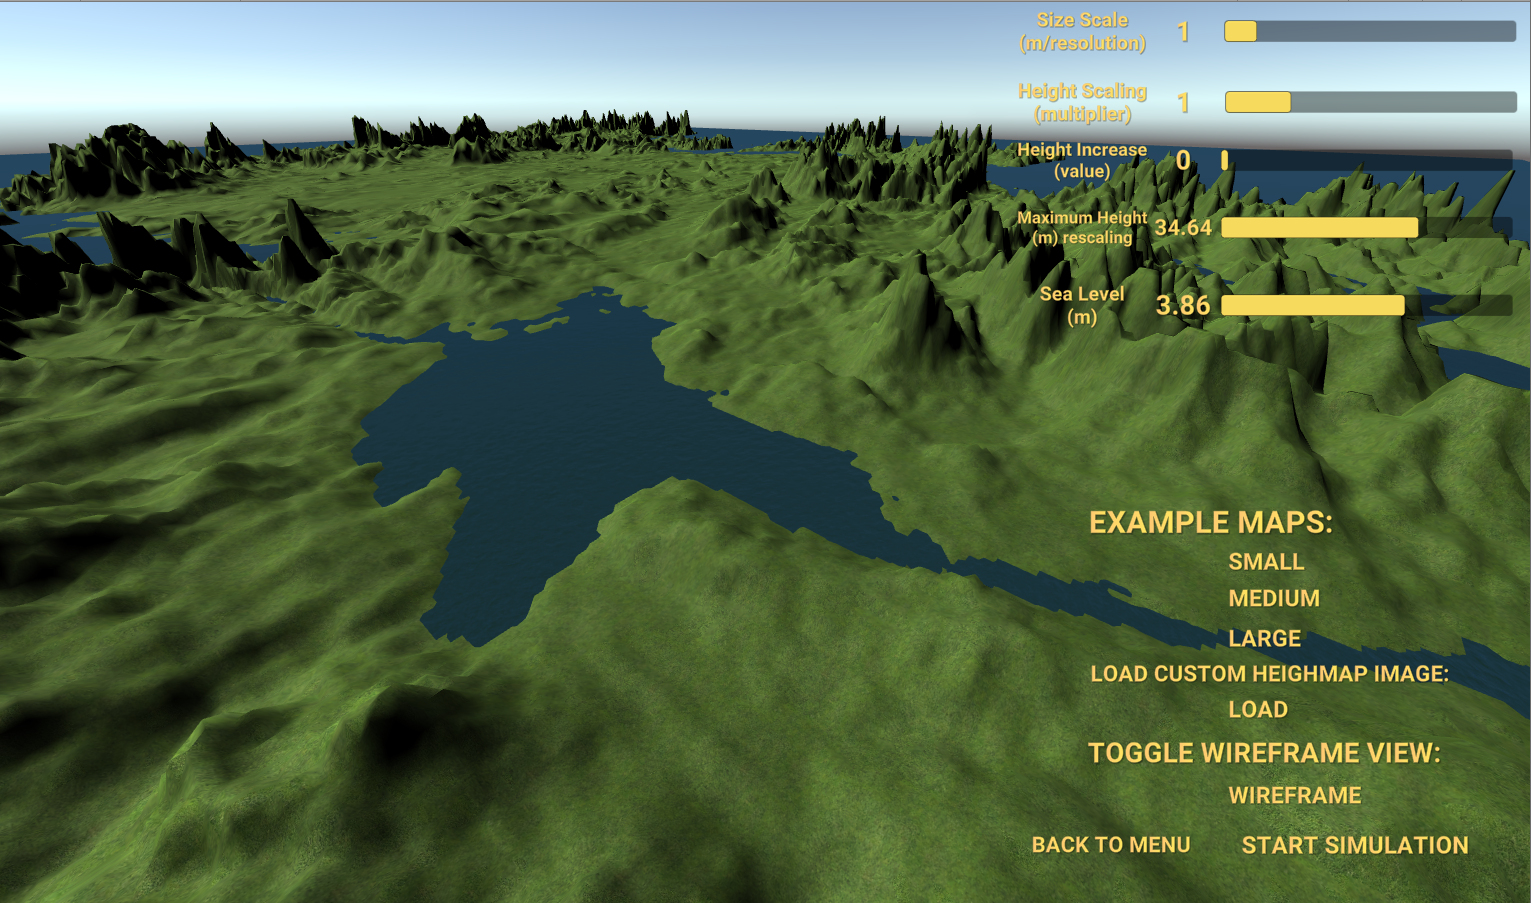 Size Scale
(m/resolution)
1
Height Scaling
(multiplier)
1
Height Increase
(value)
0
Maximum Height
(m) rescaling
34.64
Sea Level
(m)
3.86
EXAMPLE MAPS:
SMALL
MEDIUM
LARGE
LOAD CUSTOM HEIGHMAP IMAGE:
LOAD
TOGGLE WIREFRAME VIEW:
WIREFRAME
BACK TO MENU
START SIMULATION